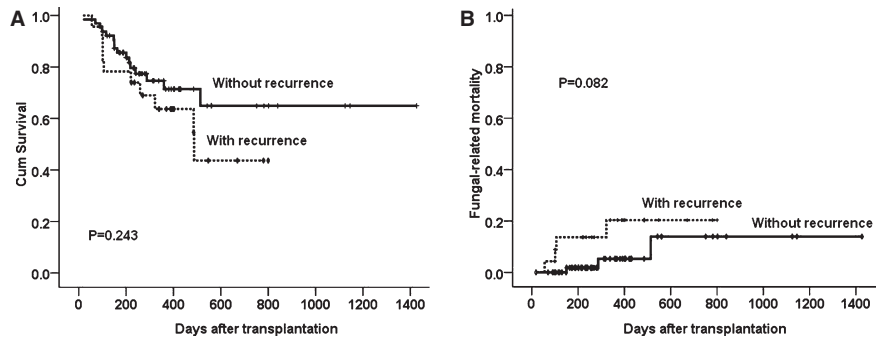 A
Cum Survival
1.0
0.8
0.6
0.4
0.2
0.0
Without recurrence
With recurrence
P=0.243
0 200 400 600 800 1000 1200 1400
Days after transplantation
B
Fungal-related mortality
1.0
0.8
0.6
0.4
0.2
0.0
P=0.082
With recurrence
Without recurrence
0 200 400 600 800 1000 1200 1400
Days after transplantation